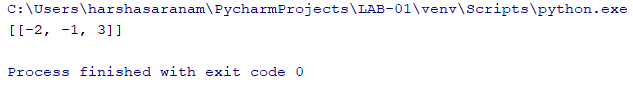 C:\Users\harshasaranam\PycharmProjects\LAB-01\venv\Scripts\python.exe
[[-2, -1, 3]]
Process finished with exit code 0